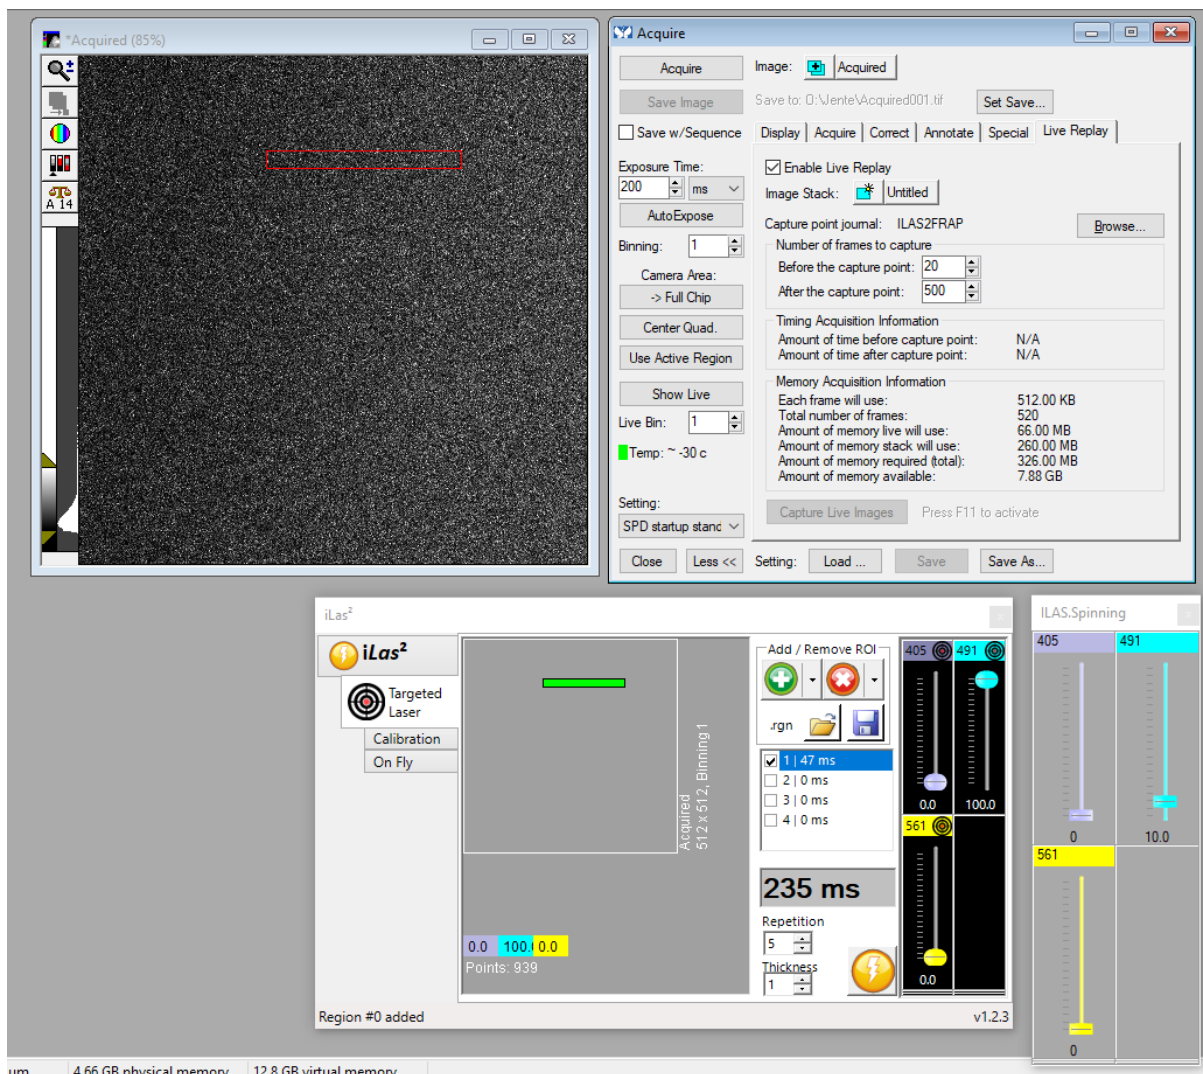 *Acquired (85%)
A 14
Acquire
Acquire
Image: Acquired
Save Image
Save to: D:\Jente\Acquired001.tif
Set Save...
Save w/Sequence
Display Acquire Correct Annotate Special Live Replay
Exposure Time:
200 ms
AutoExpose
Binning: 1
Camera Area:
-> Full Chip
Center Quad.
Use Active Region
Show Live
Live Bin: 1
Temp: ~ -30 c
Setting:
SPD startup stand
Close Less <<
Enable Live Replay
Image Stack: Untitled
Capture point journal: ILAS2FRAP
Browse...
Number of frames to capture
Before the capture point: 20
After the capture point: 500
Timing Acquisition Information
Amount of time before capture point: N/A
Amount of time after capture point: N/A
Memory Acquisition Information
Each frame will use: 512.00 KB
Total number of frames: 520
Amount of memory live will use: 66.00 MB
Amount of memory stack will use: 260.00 MB
Amount of memory required (total): 326.00 MB
Amount of memory available: 7.88 GB
Capture Live Images Press F11 to activate
Setting: Load ... Save Save As...
iLas²
iLas²
Targeted
Laser
Calibration
On Fly
Acquired
512 x 512, Binning 1
0.0 100.( 0.0
Points: 939
Add / Remove ROI
.rgn
1 | 47 ms
2 | 0 ms
3 | 0 ms
4 | 0 ms
235 ms
Repetition
5
Thickness
1
405 491
0.0 100.0
561
0.0
Region #0 added
v1.2.3
ILAS.Spinning
405 491
0 10.0
561
0
um 4.66 GB physical memory 12.8 GB virtual memory